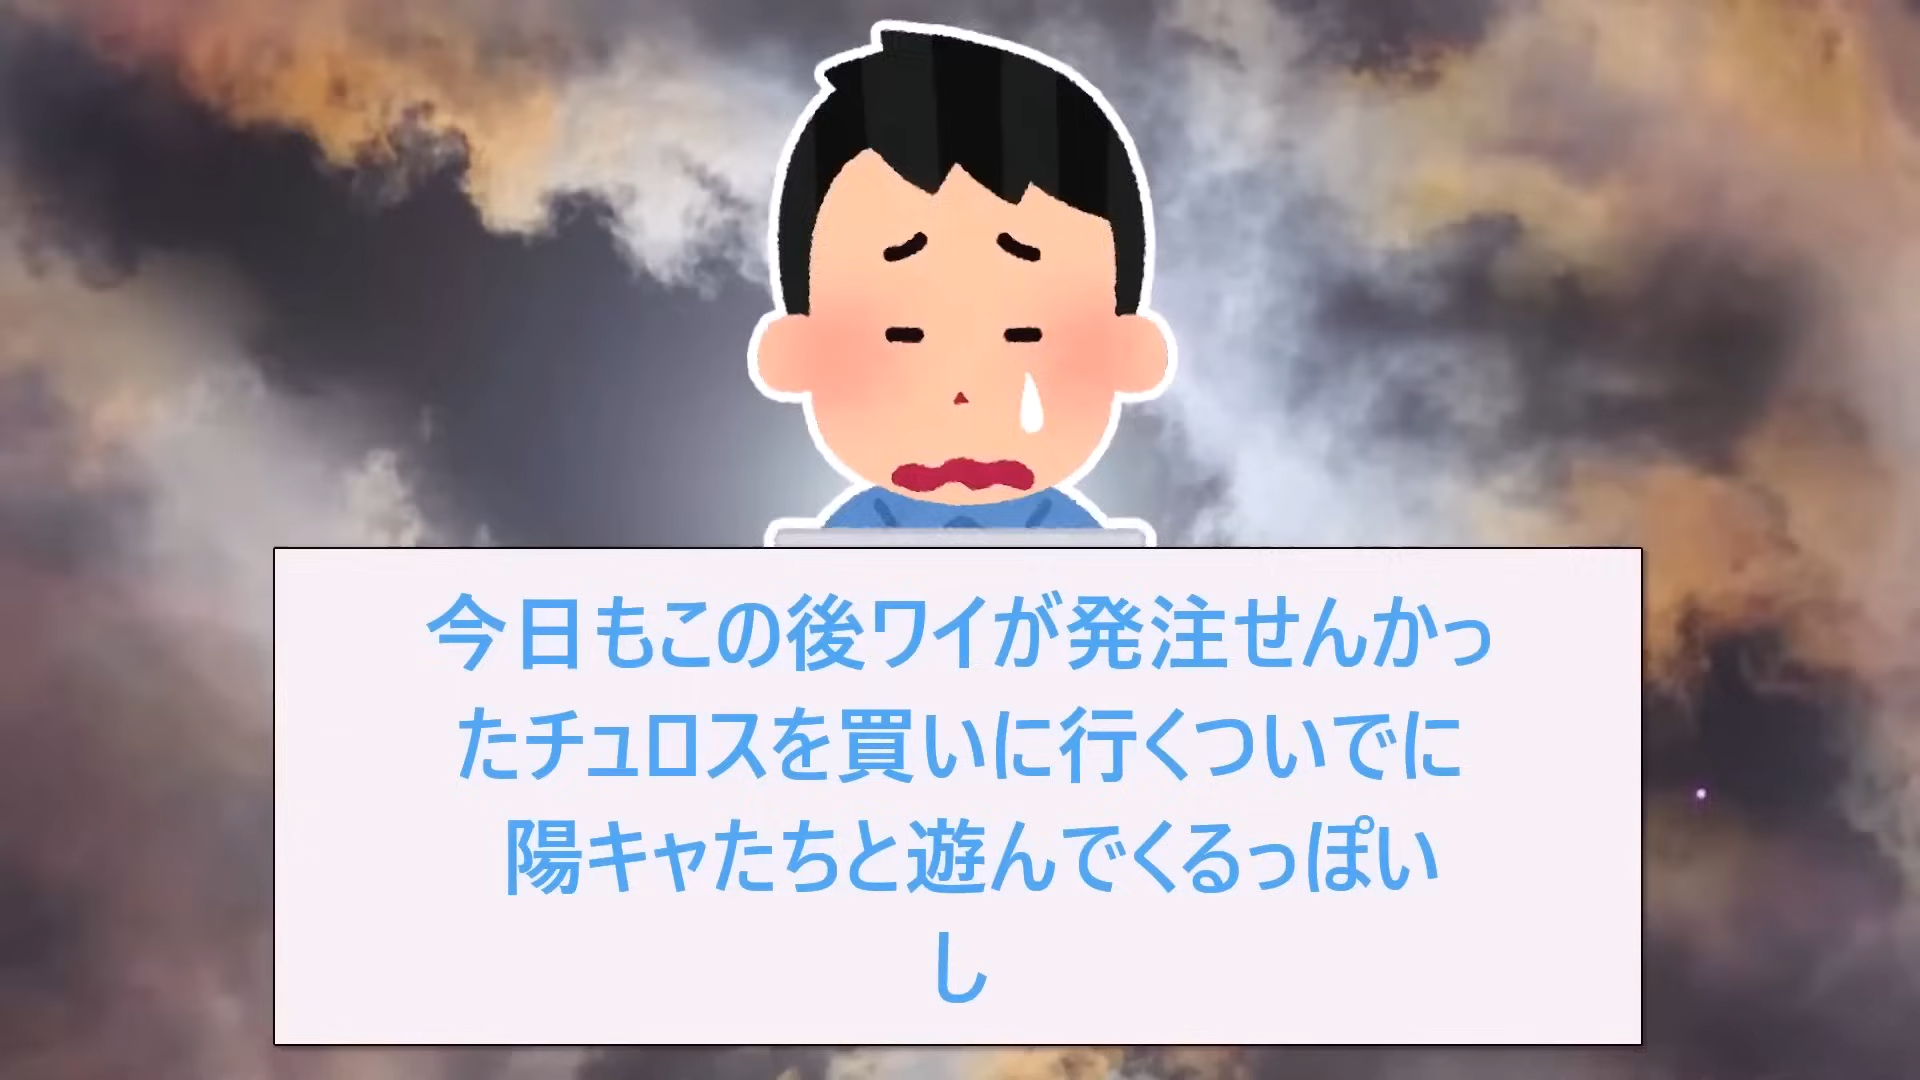 今日もこの後ワイが発注せんかっ
たチュロスを買いに行くついでに
陽キャたちと遊んでくるっぽい
し